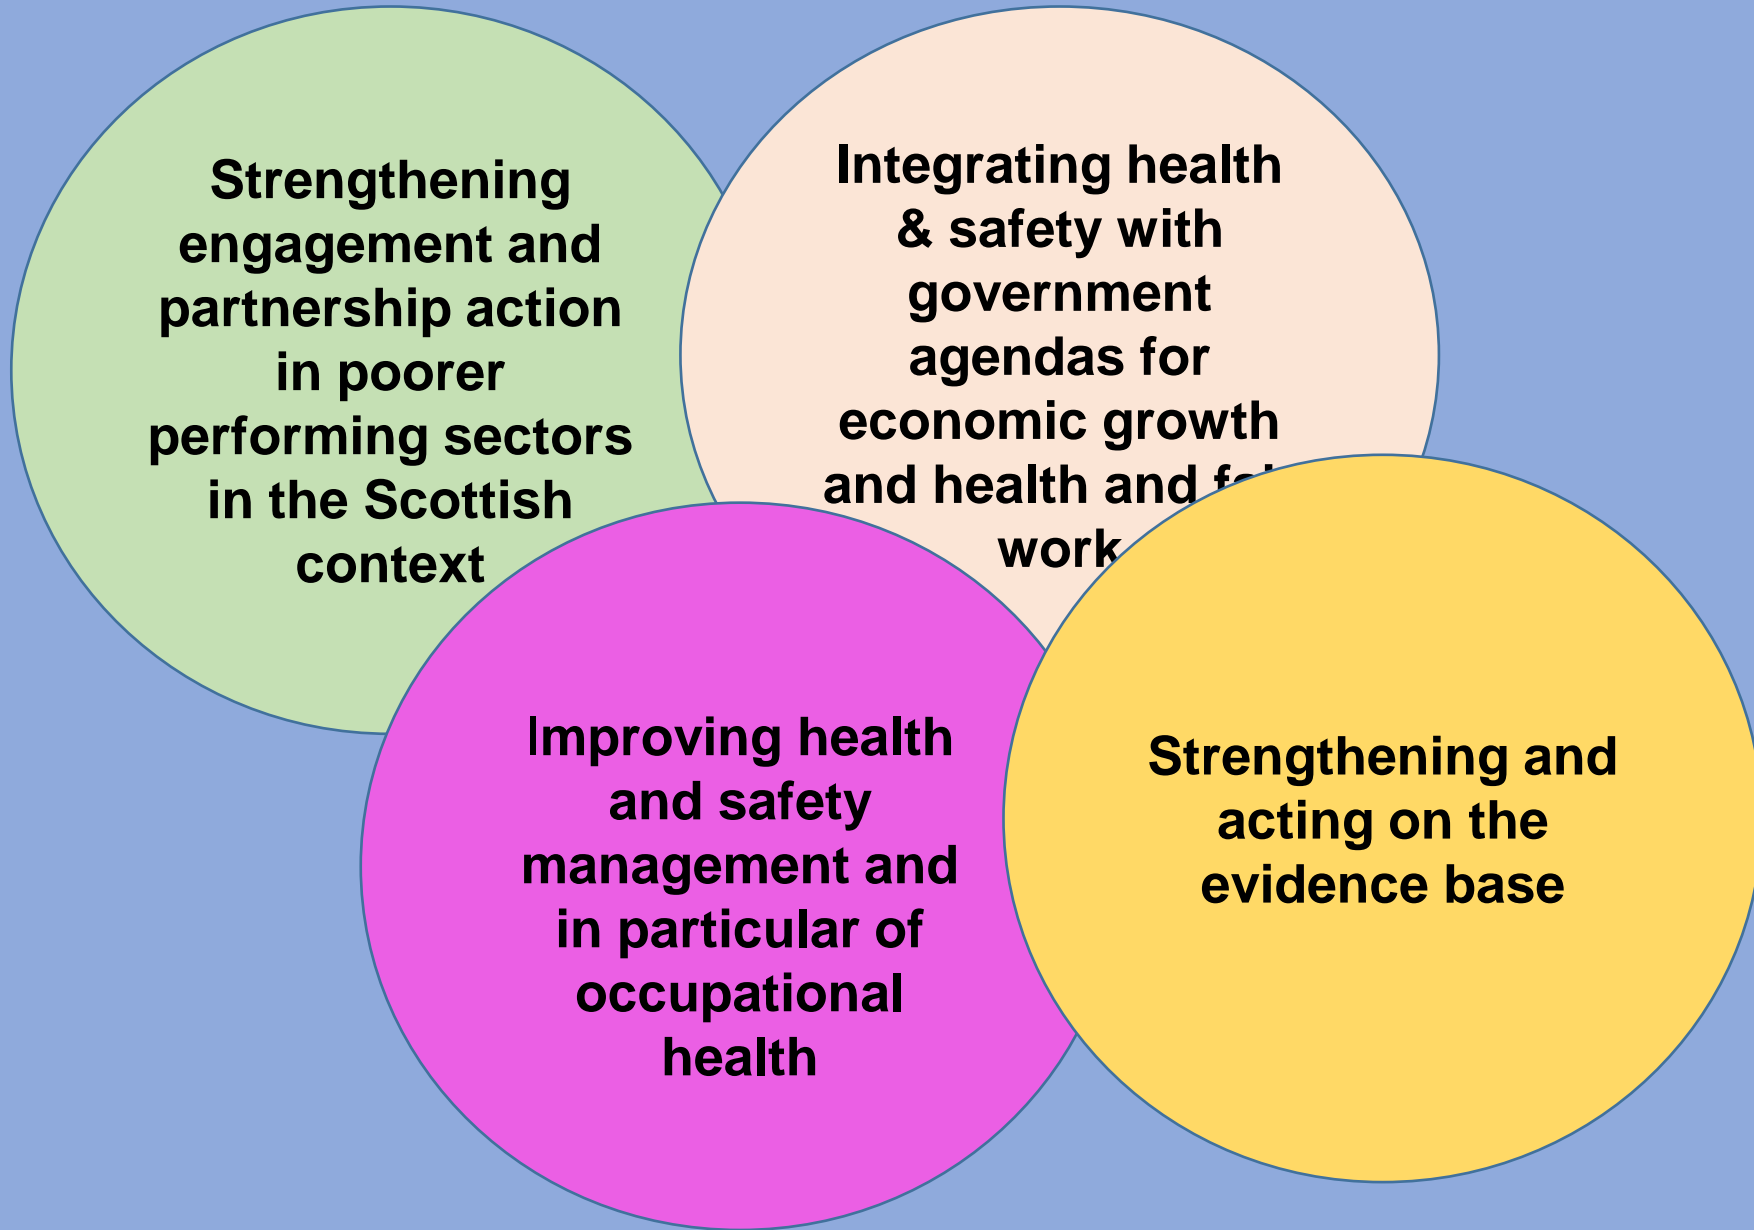 Strengthening
engagement and
partnership action
in poorer
performing sectors
in the Scottish
context
Integrating health
& safety with
government
agendas for
economic growth
and health and
work
Improving health
and safety
management and
in particular of
occupational
health
Strengthening and
acting on the
evidence base